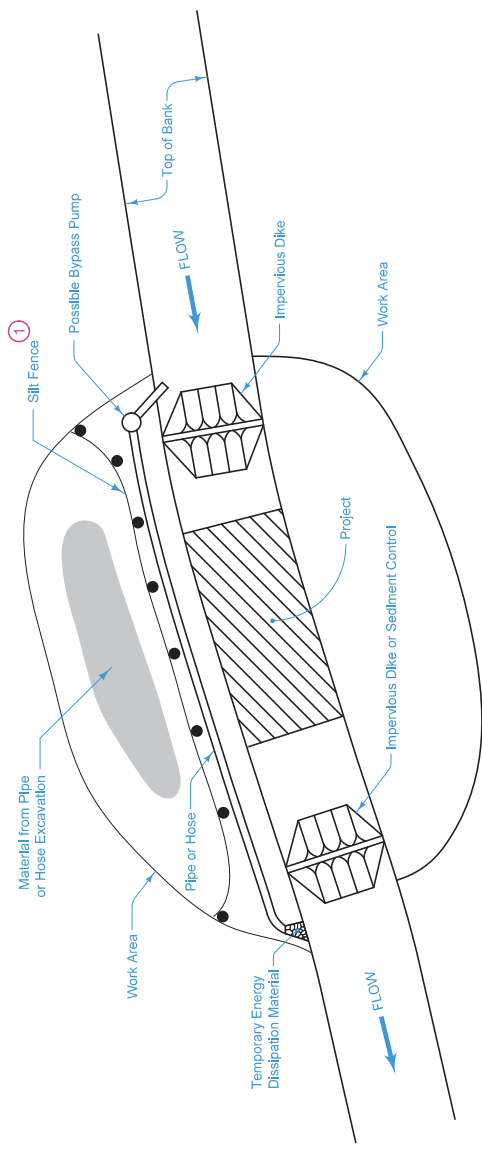 Material from Pipe
or Hose Excavation
Silt Fence
1
Possible Bypass Pump
Top of Bank
Work Area
Pipe or Hose
FLOW
Impervious Dike
Temporary Energy
Dissipation Material
Project
Work Area
Impervious Dike or Sediment Control
FLOW